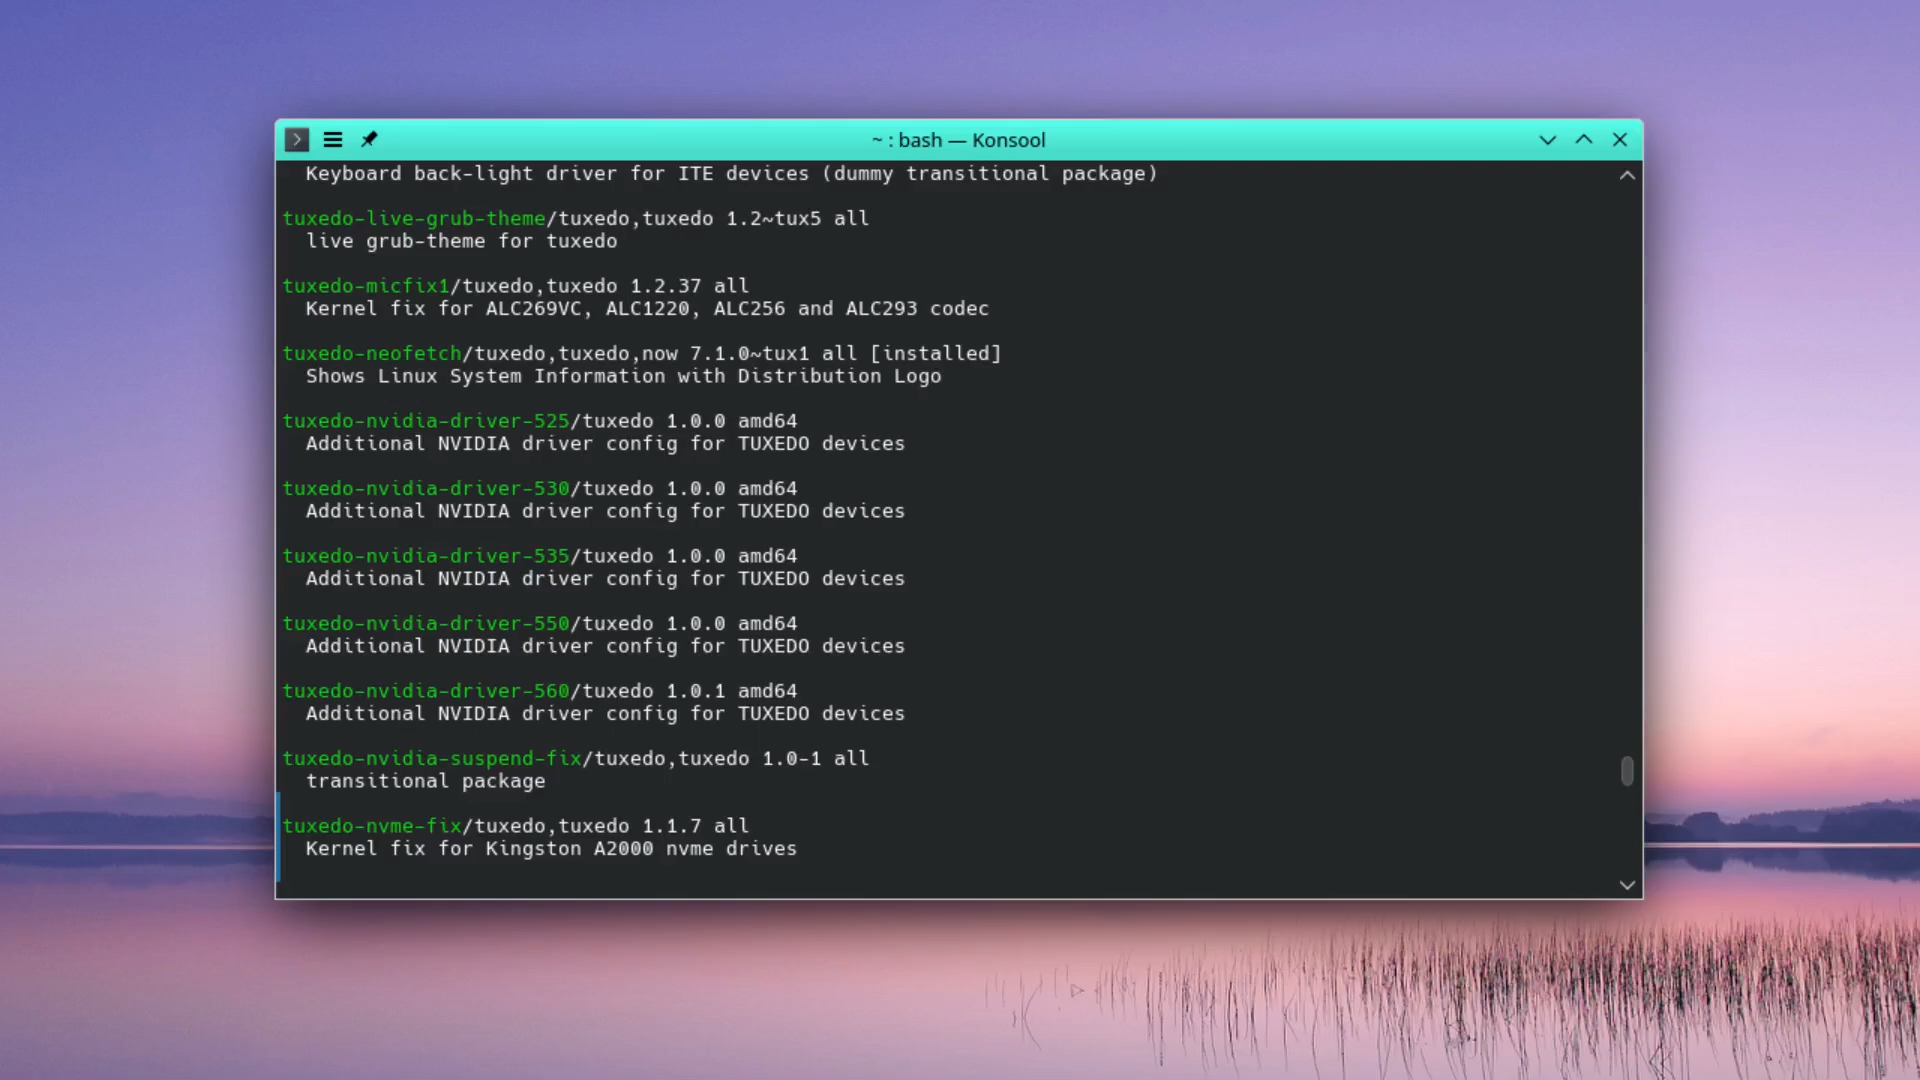 ~ : bash — Konsool
Keyboard back-light driver for ITE devices (dummy transitional package)
tuxedo-live-grub-theme/tuxedo,tuxedo 1.2~tux5 all
live grub-theme for tuxedo
tuxedo-micfix1/tuxedo,tuxedo 1.2.37 all
Kernel fix for ALC269VC, ALC1220, ALC256 and ALC293 codec
tuxedo-neofetch/tuxedo,tuxedo,now 7.1.0~tux1 all [installed]
Shows Linux System Information with Distribution Logo
tuxedo-nvidia-driver-525/tuxedo 1.0.0 amd64
Additional NVIDIA driver config for TUXEDO devices
tuxedo-nvidia-driver-530/tuxedo 1.0.0 amd64
Additional NVIDIA driver config for TUXEDO devices
tuxedo-nvidia-driver-535/tuxedo 1.0.0 amd64
Additional NVIDIA driver config for TUXEDO devices
tuxedo-nvidia-driver-550/tuxedo 1.0.0 amd64
Additional NVIDIA driver config for TUXEDO devices
tuxedo-nvidia-driver-560/tuxedo 1.0.1 amd64
Additional NVIDIA driver config for TUXEDO devices
tuxedo-nvidia-suspend-fix/tuxedo,tuxedo 1.0-1 all
transitional package
tuxedo-nvme-fix/tuxedo,tuxedo 1.1.7 all
Kernel fix for Kingston A2000 nvme drives